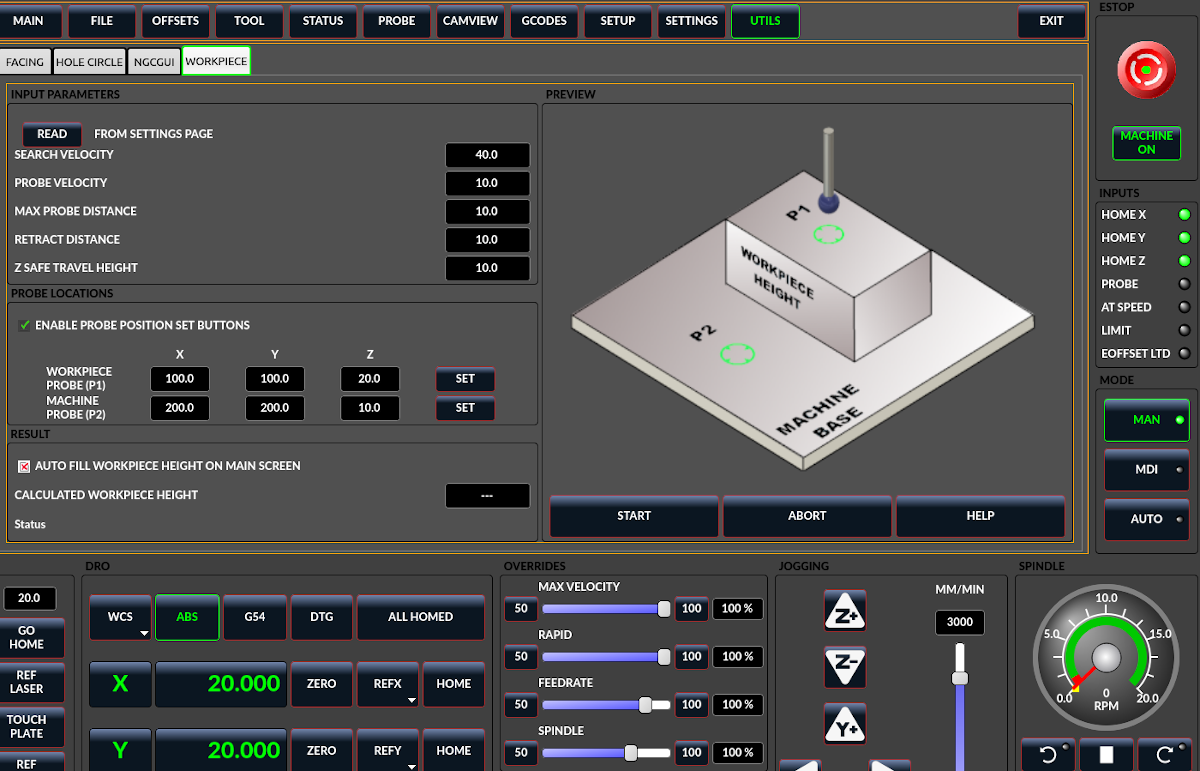 MAIN FILE OFFSETS TOOL STATUS PROBE CAMVIEW GCODES SETUP SETTINGS UTILS EXIT
FACING HOLE CIRCLE NGCGUI WORKPIECE
INPUT PARAMETERS
READ FROM SETTINGS PAGE
SEARCH VELOCITY 40.0
PROBE VELOCITY 10.0
MAX PROBE DISTANCE 10.0
RETRACT DISTANCE 10.0
Z SAFE TRAVEL HEIGHT 10.0
PROBE LOCATIONS
ENABLE PROBE POSITION SET BUTTONS
X Y Z
WORKPIECE
PROBE (P1) 100.0 100.0 20.0 SET
MACHINE
PROBE (P2) 200.0 200.0 10.0 SET
RESULT
AUTO FILL WORKPIECE HEIGHT ON MAIN SCREEN
CALCULATED WORKPIECE HEIGHT ---
Status
PREVIEW
P1
WORKPIECE
HEIGHT
P2
MACHINE
BASE
START ABORT HELP
ESTOP
MACHINE
ON
INPUTS
HOME X
HOME Y
HOME Z
PROBE
AT SPEED
LIMIT
EOFFSET LTD
MODE
MAN
MDI
AUTO
20.0
GO
HOME
REF
LASER
TOUCH
PLATE
REF
DRO
WCS ABS G54 DTG ALL HOMED
X 20.000 ZERO REFX HOME
Y 20.000 ZERO REFY HOME
OVERRIDES
MAX VELOCITY
50 100 100 %
RAPID
50 100 100 %
FEEDRATE
50 100 100 %
SPINDLE
50 100 100 %
JOGGING
Z+
Z-
Y+
MM/MIN
3000
SPINDLE
10.0
5.0 15.0
0.0 0 20.0
RPM